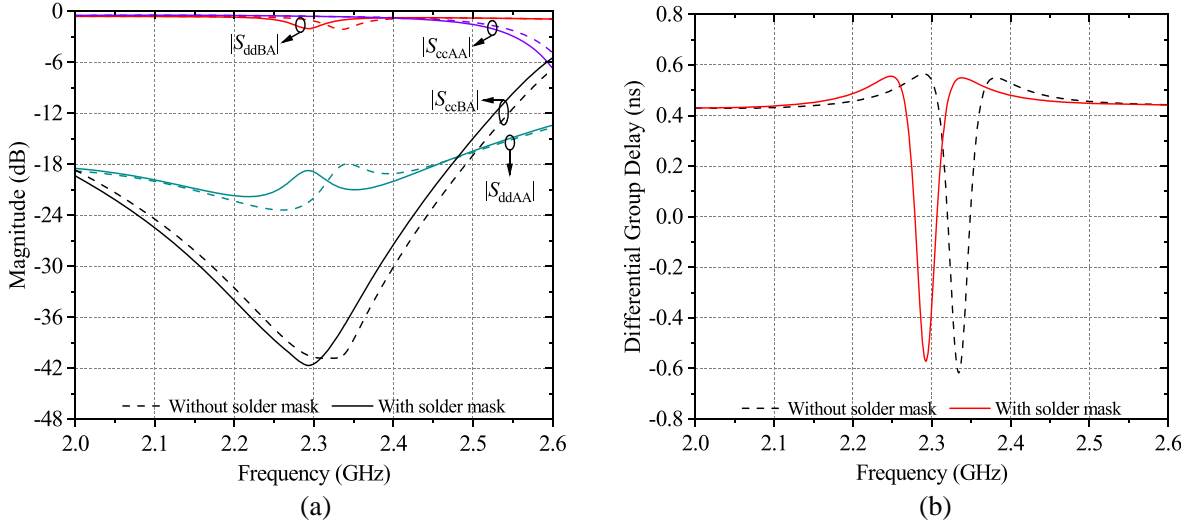 0
-6
-12
-18
-24
-30
-36
-42
-48
Magnitude (dB)
|SddBA|
|SccAA|
|SccBA|
|SddAA|
Without solder mask
With solder mask
2.0 2.1 2.2 2.3 2.4 2.5 2.6
Frequency (GHz)
(a)
0.8
0.6
0.4
0.2
0.0
-0.2
-0.4
-0.6
-0.8
Differential Group Delay (ns)
Without solder mask
With solder mask
2.0 2.1 2.2 2.3 2.4 2.5 2.6
Frequency (GHz)
(b)